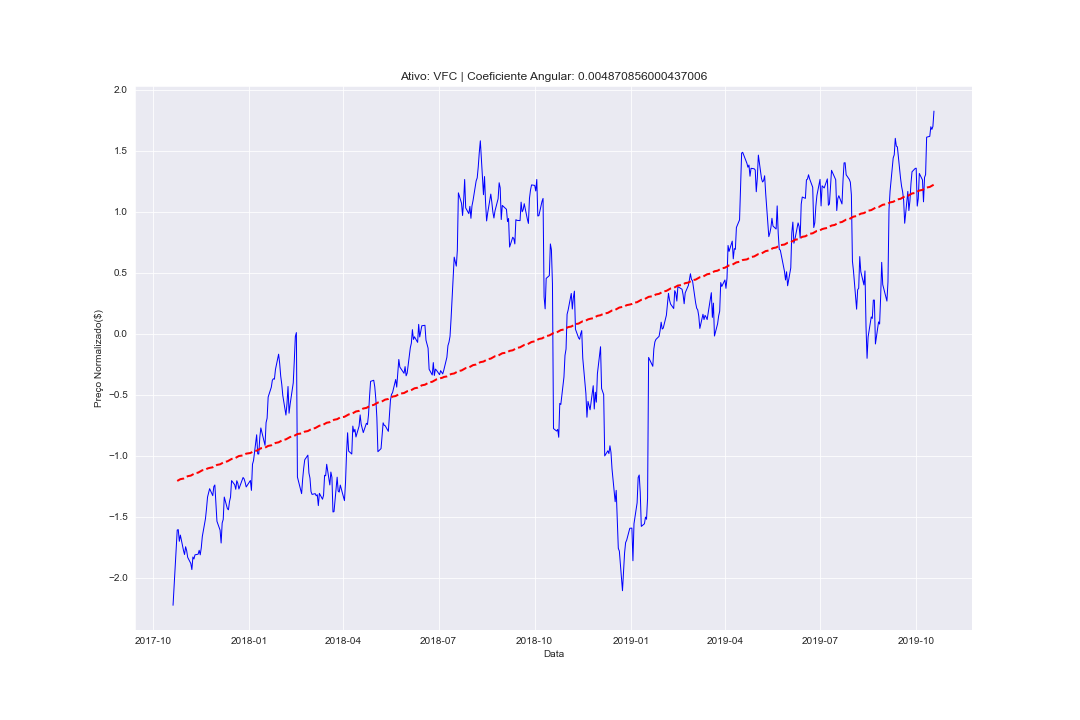 Ativo: VFC | Coeficiente Angular: 0.004870856000437006
2.0
1.5
1.0
0.5
0.0
−0.5
−1.0
−1.5
−2.0
Preço Normalizado($)
2017-10 2018-01 2018-04 2018-07 2018-10 2019-01 2019-04 2019-07 2019-10
Data